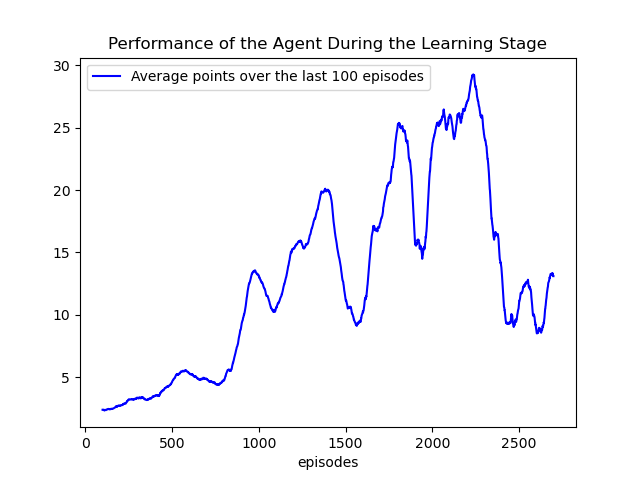 Performance of the Agent During the Learning Stage
Average points over the last 100 episodes
30
25
20
15
10
5
0 500 1000 1500 2000 2500
episodes